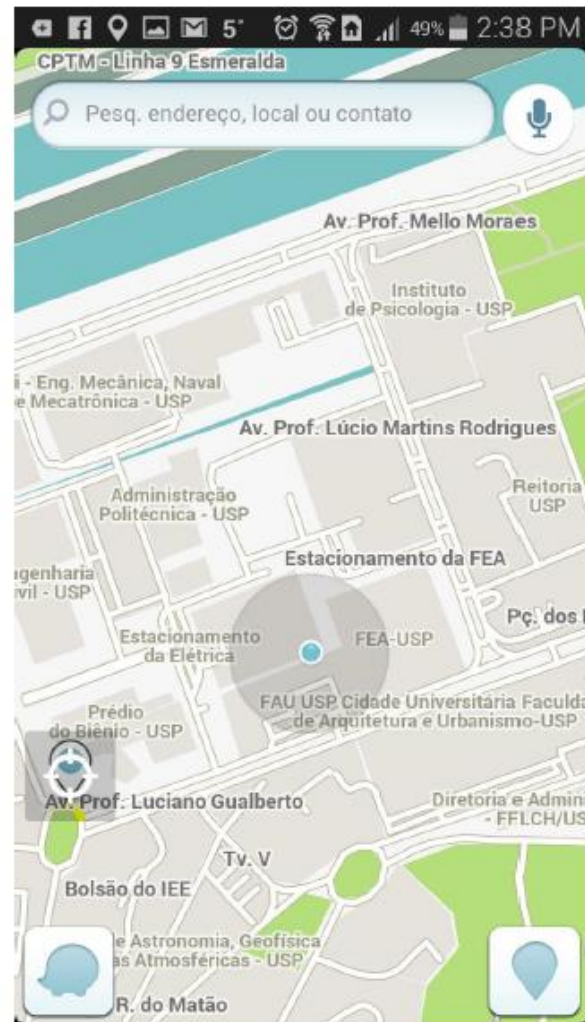 5° 49% 2:38 PM
CPTM - Linha 9 Esmeralda
Pesq. endereço, local ou contato
Av. Prof. Mello Moraes
Instituto
de Psicologia - USP
i - Eng. Mecânica, Naval
e Mecatrônica - USP
Av. Prof. Lúcio Martins Rodrigues
Administração
Politécnica - USP
Reitoria
USP
Estacionamento da FEA
agenharia
ivil - USP
Pç. dos
Estacionamento
da Elétrica
FEA-USP
FAU USP Cidade Universitária Faculda
de Arquitetura e Urbanismo-USP
Prédio
do Biênio - USP
Av. Prof. Luciano Gualberto
Diretoria e Admin
- FFLCH/US
Tv. V
Bolsão do IEE
e Astronomia, Geofísica
as Atmosféricas - USP
R. do Matão